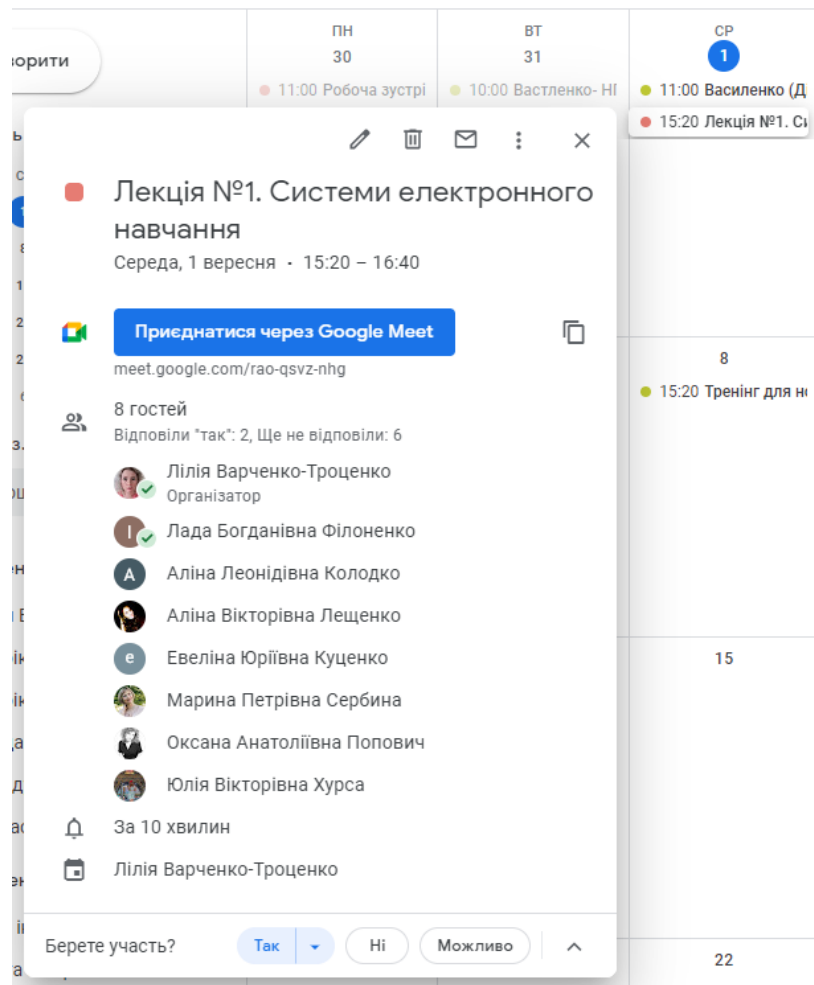 ПН
ВТ
СР
30
31
1
11:00 Робоча зустрі
10:00 Вастленко- НГ
11:00 Василенко (Д
15:20 Лекція №1. Си
Лекція №1. Системи електронного
навчання
Середа, 1 вересня · 15:20 – 16:40
Приєднатися через Google Meet
meet.google.com/rao-qsvz-nhg
8 гостей
Відповіли "так": 2, Ще не відповіли: 6
Лілія Варченко-Троценко
Організатор
І Лада Богданівна Філоненко
А Аліна Леонідівна Колодко
Аліна Вікторівна Лещенко
е Евеліна Юріївна Куценко
Марина Петрівна Сербина
Оксана Анатоліївна Попович
Юлія Вікторівна Хурса
За 10 хвилин
Лілія Варченко-Троценко
Берете участь?
Так
Ні
Можливо
8
15:20 Тренінг для но
15
22